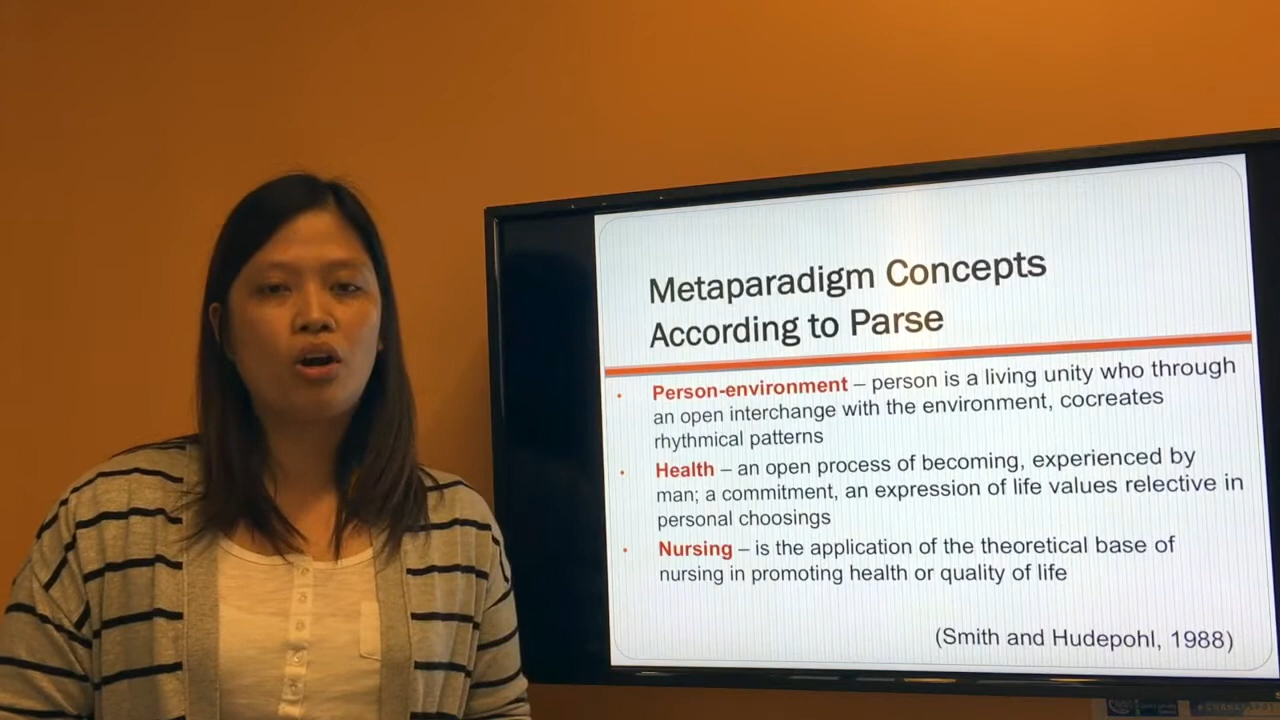 Metaparadigm Concepts
According to Parse
• Person-environment – person is a living unity who through
an open interchange with the environment, cocreates
rhythmical patterns
• Health – an open process of becoming, experienced by
man; a commitment, an expression of life values relective in
personal choosings
• Nursing – is the application of the theoretical base of
nursing in promoting health or quality of life
(Smith and Hudepohl, 1988)